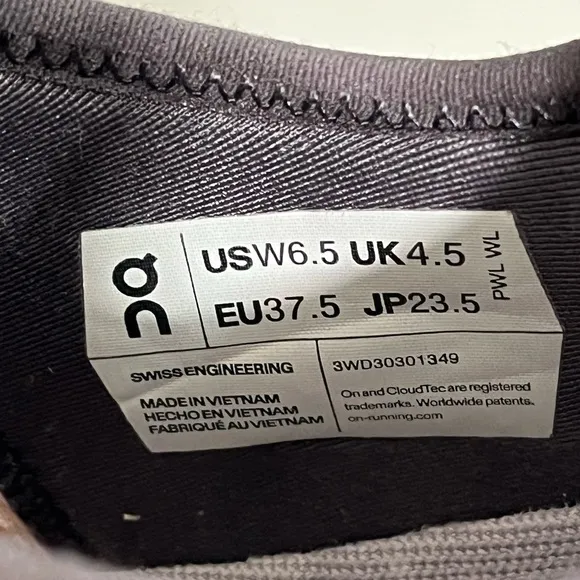 On
USW6.5 UK4.5
EU37.5 JP23.5
PWL WL
SWISS ENGINEERING
MADE IN VIETNAM
HECHO EN VIETNAM
FABRIQUÉ AU VIETNAM
3WD30301349
On and CloudTec are registered
trademarks. Worldwide patents.
on-running.com